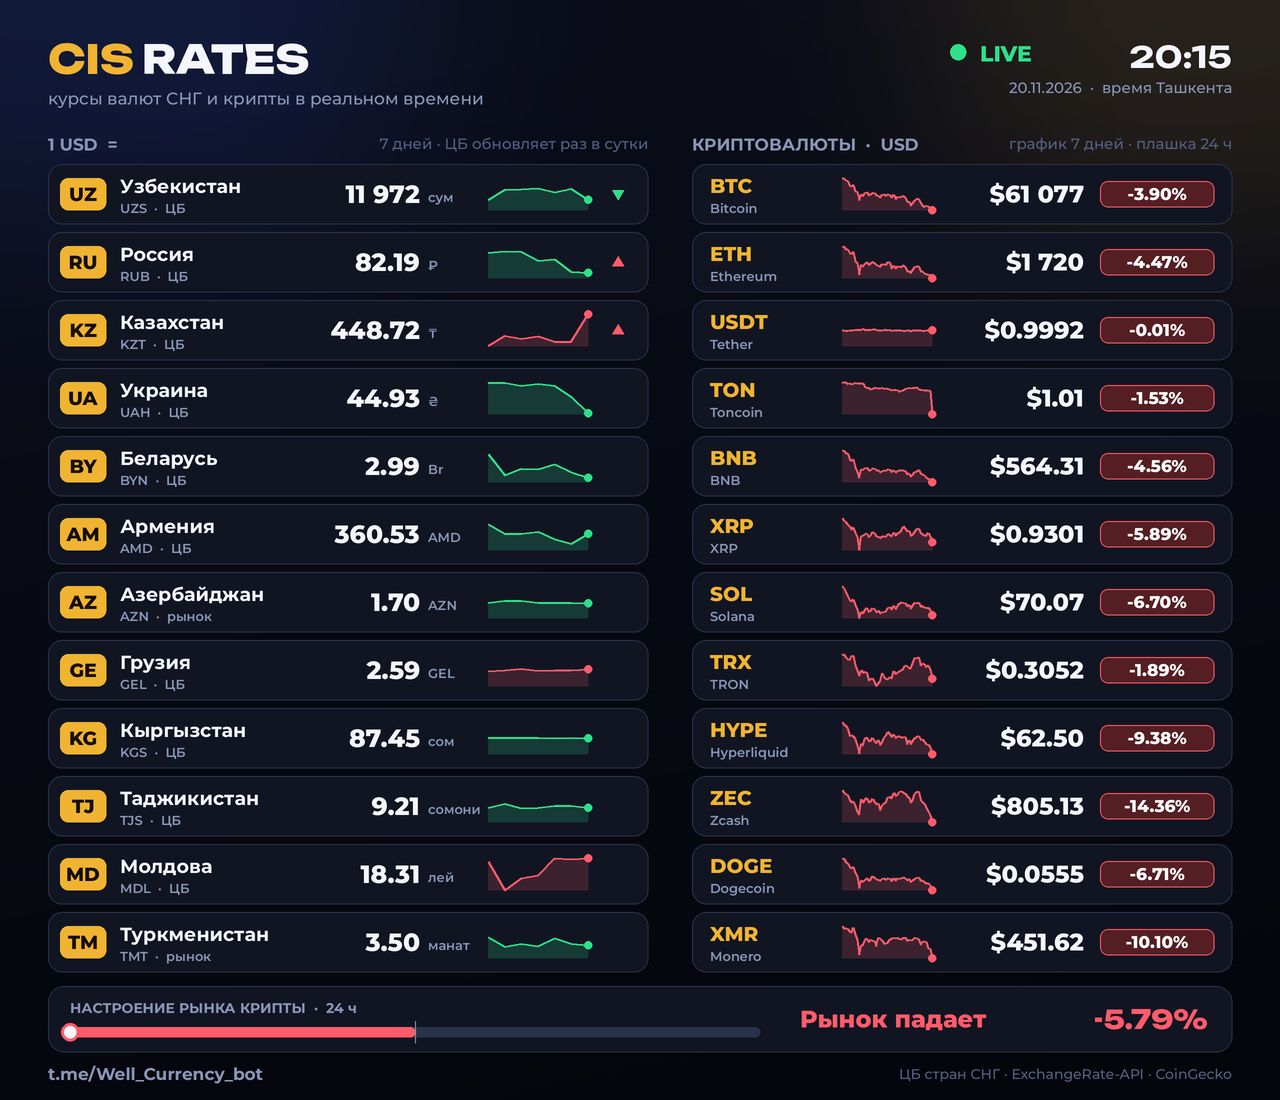 CIS RATES
LIVE
20:15
курсы валют СНГ и крипты в реальном времени
20.11.2026 · время Ташкента
1 USD =
7 дней · ЦБ обновляет раз в сутки
UZ Узбекистан 11 972 сум ▼
UZS · ЦБ
RU Россия 82.19 ₽ ▲
RUB · ЦБ
KZ Казахстан 448.72 ₸ ▲
KZT · ЦБ
UA Украина 44.93 ₴
UAH · ЦБ
BY Беларусь 2.99 Br
BYN · ЦБ
AM Армения 360.53 AMD
AMD · ЦБ
AZ Азербайджан 1.70 AZN
AZN · рынок
GE Грузия 2.59 GEL
GEL · ЦБ
KG Кыргызстан 87.45 сом
KGS · ЦБ
TJ Таджикистан 9.21 сомони
TJS · ЦБ
MD Молдова 18.31 лей
MDL · ЦБ
TM Туркменистан 3.50 манат
TMT · рынок
КРИПТОВАЛЮТЫ · USD
график 7 дней · плашка 24 ч
BTC $61 077 -3.90%
Bitcoin
ETH $1 720 -4.47%
Ethereum
USDT $0.9992 -0.01%
Tether
TON $1.01 -1.53%
Toncoin
BNB $564.31 -4.56%
BNB
XRP $0.9301 -5.89%
XRP
SOL $70.07 -6.70%
Solana
TRX $0.3052 -1.89%
TRON
HYPE $62.50 -9.38%
Hyperliquid
ZEC $805.13 -14.36%
Zcash
DOGE $0.0555 -6.71%
Dogecoin
XMR $451.62 -10.10%
Monero
НАСТРОЕНИЕ РЫНКА КРИПТЫ · 24 ч
Рынок падает -5.79%
t.me/Well_Currency_bot
ЦБ стран СНГ · ExchangeRate-API · CoinGecko